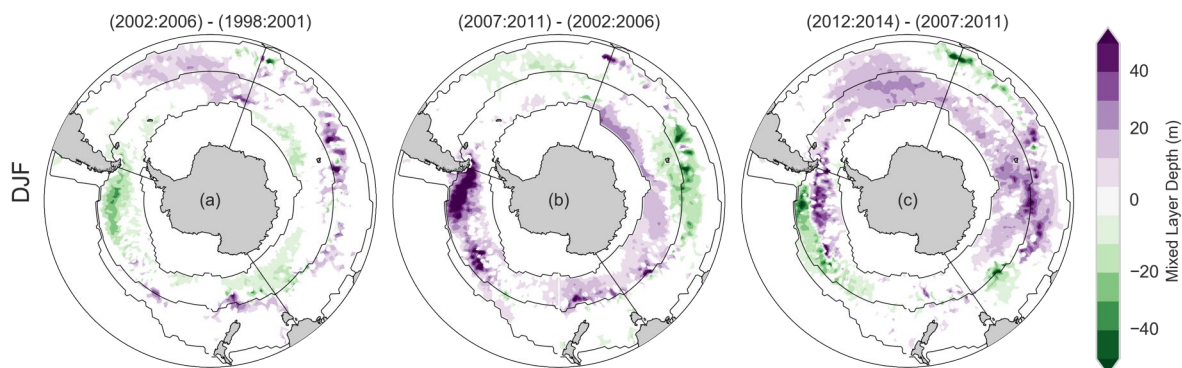 (2002:2006) - (1998:2001)
(2007:2011) - (2002:2006)
(2012:2014) - (2007:2011)
DJF
(a)
(b)
(c)
40
20
0
−20
−40
Mixed Layer Depth (m)